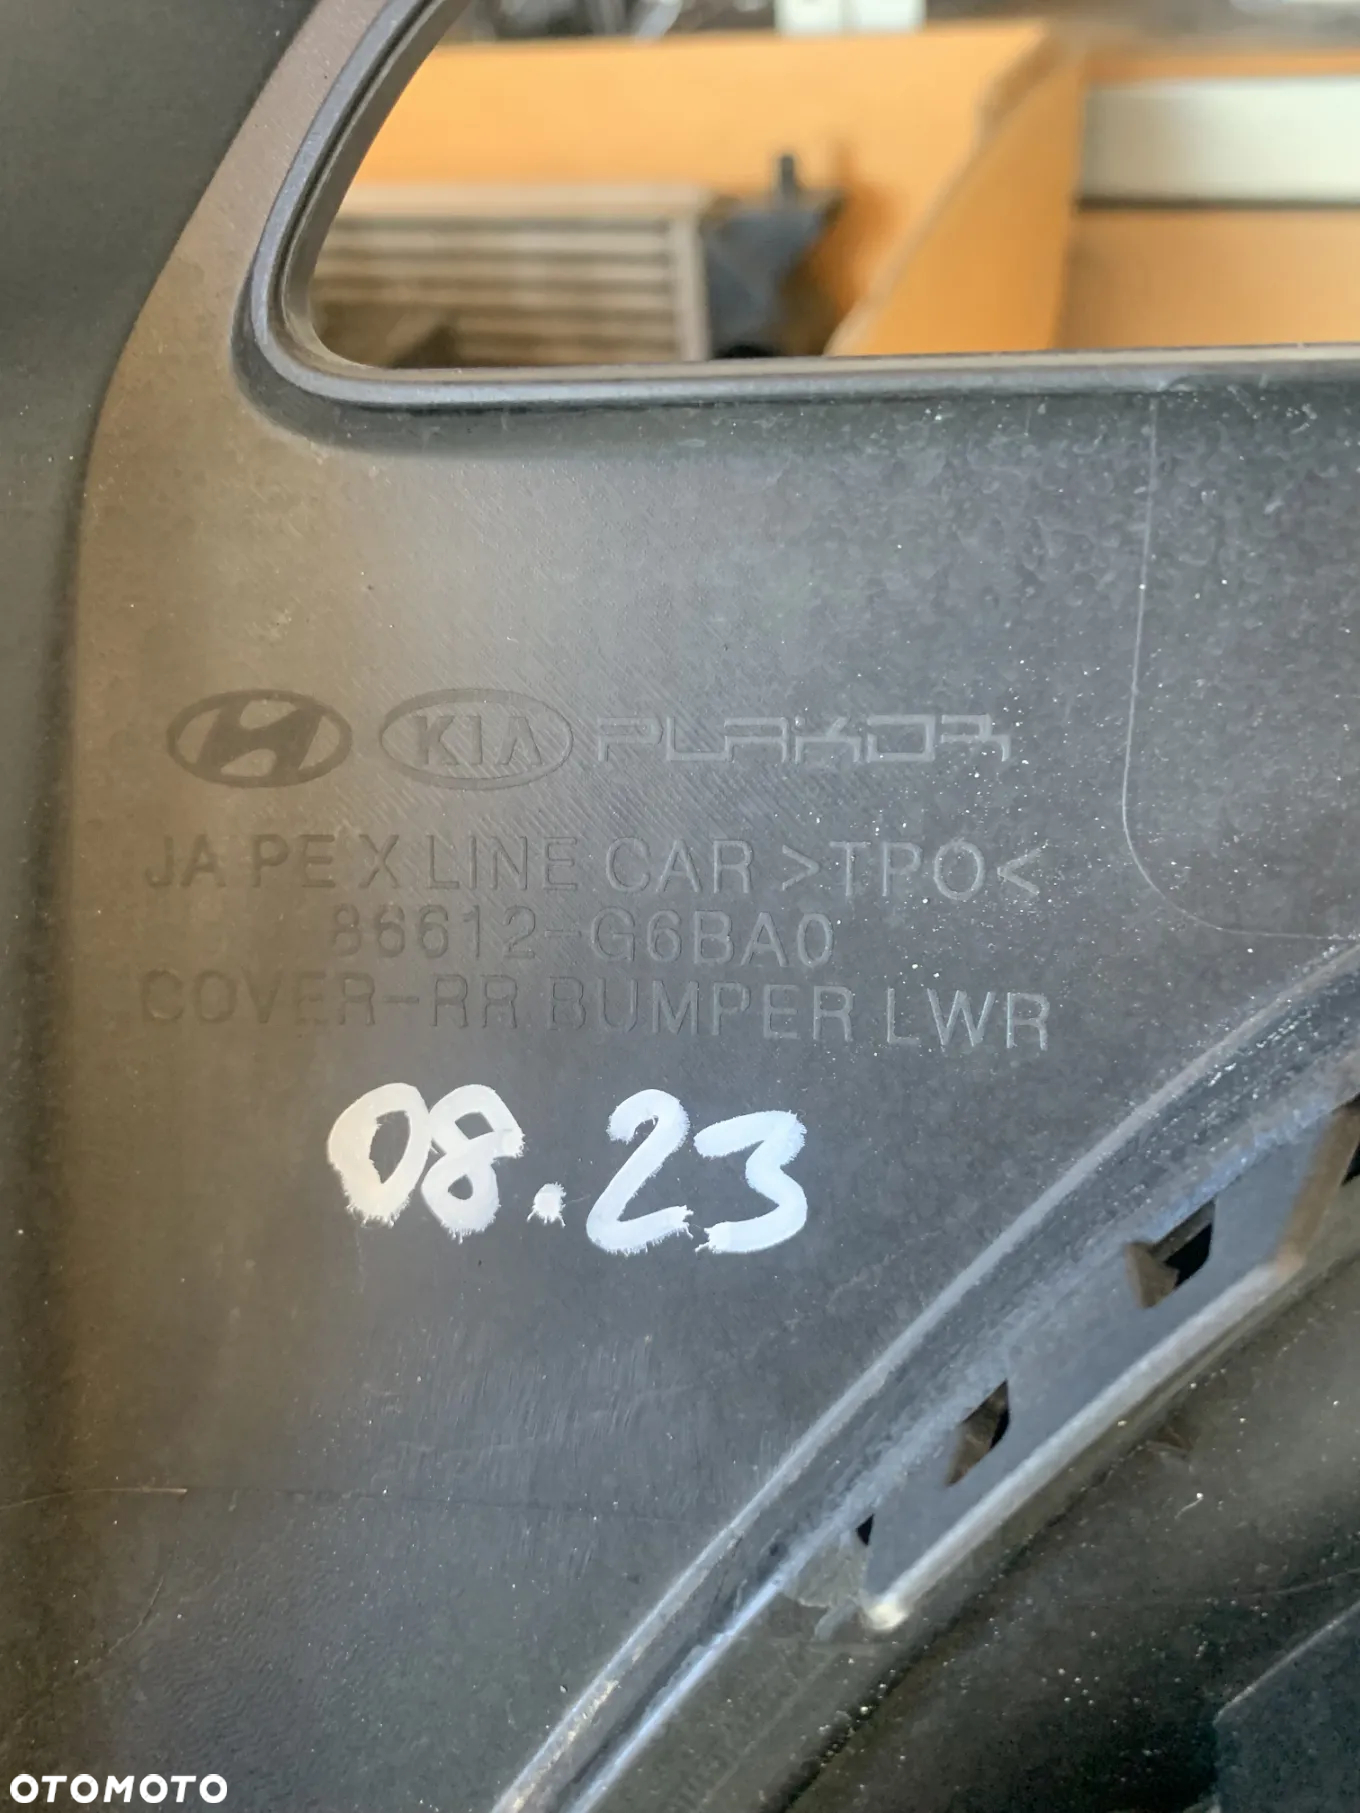 KIA PLAKOR
JA PE X LINE CAR >TPO<
86612-G6BA0
COVER-RR BUMPER LWR
08.23
OTOMOTO